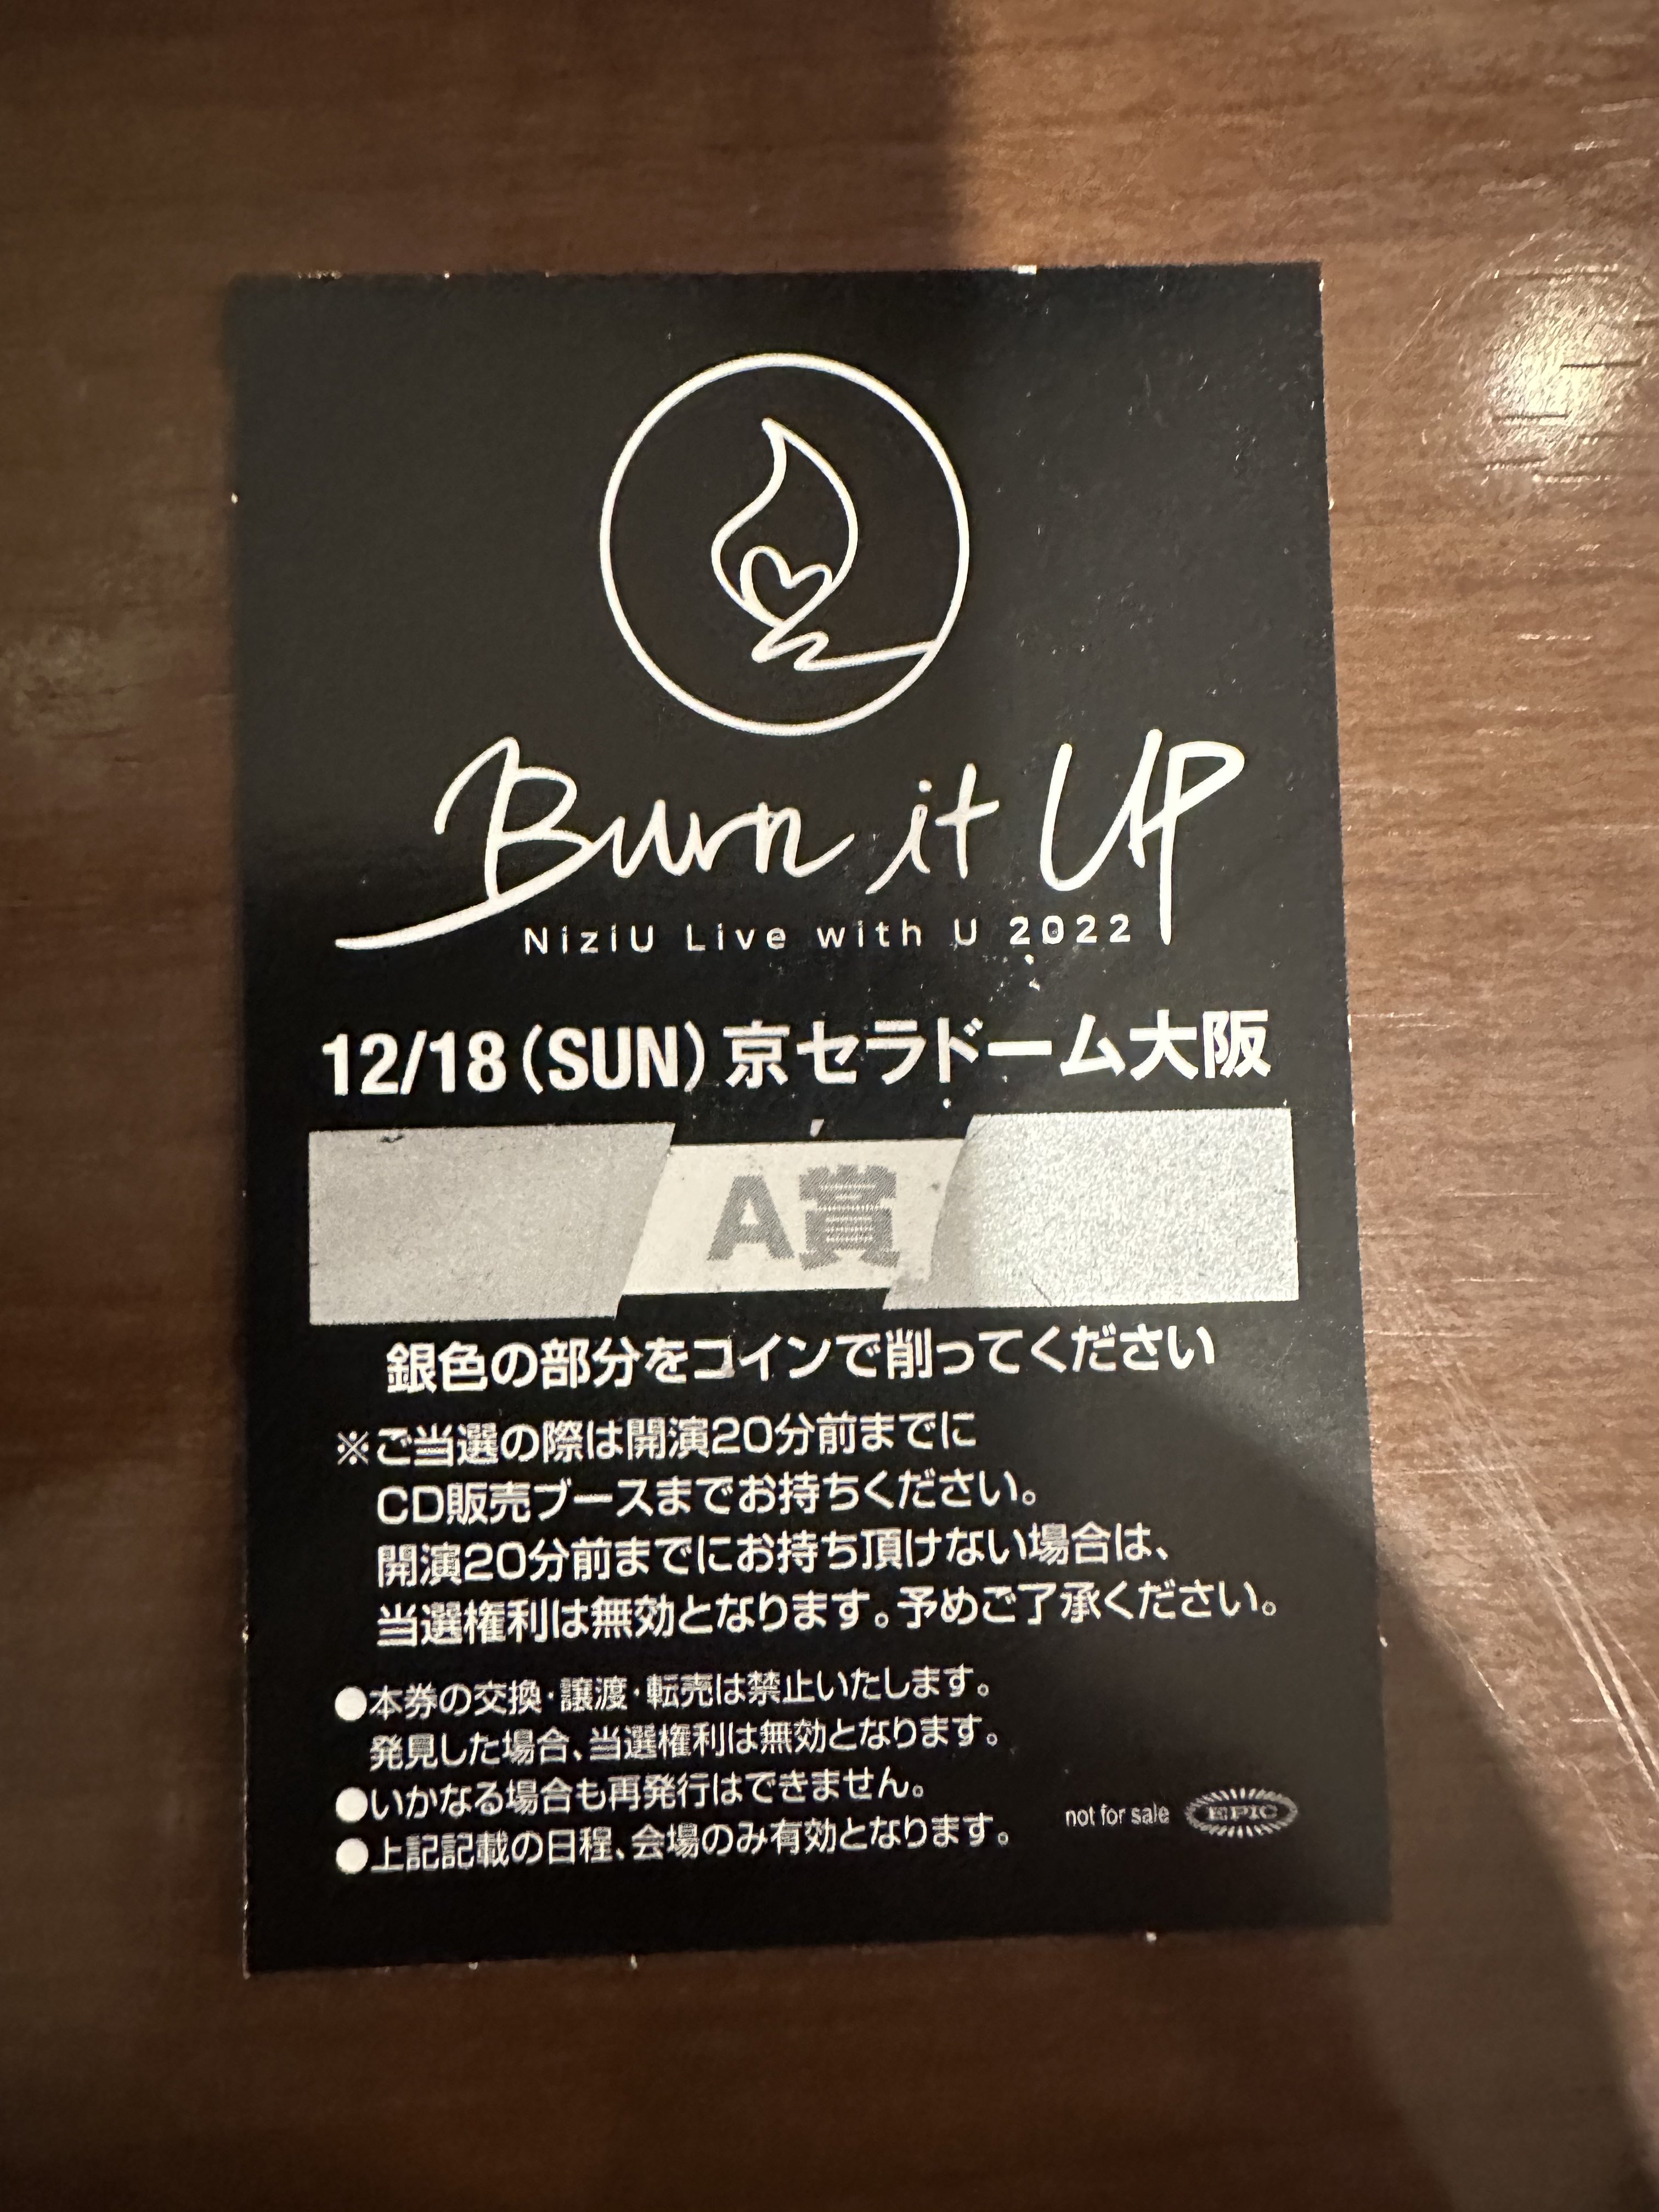 Burn it UP
NiziU Live with U 2022
12/18(SUN)京セラドーム大阪
A賞
銀色の部分をコインで削ってください
※ご当選の際は開演20分前までに
CD販売ブースまでお持ちください。
開演20分前までにお持ち頂けない場合は、
当選権利は無効となります。予めご了承ください。
●本券の交換・譲渡・転売は禁止いたします。
発見した場合、当選権利は無効となります。
●いかなる場合も再発行はできません。
●上記記載の日程、会場のみ有効となります。
not for sale EPIC